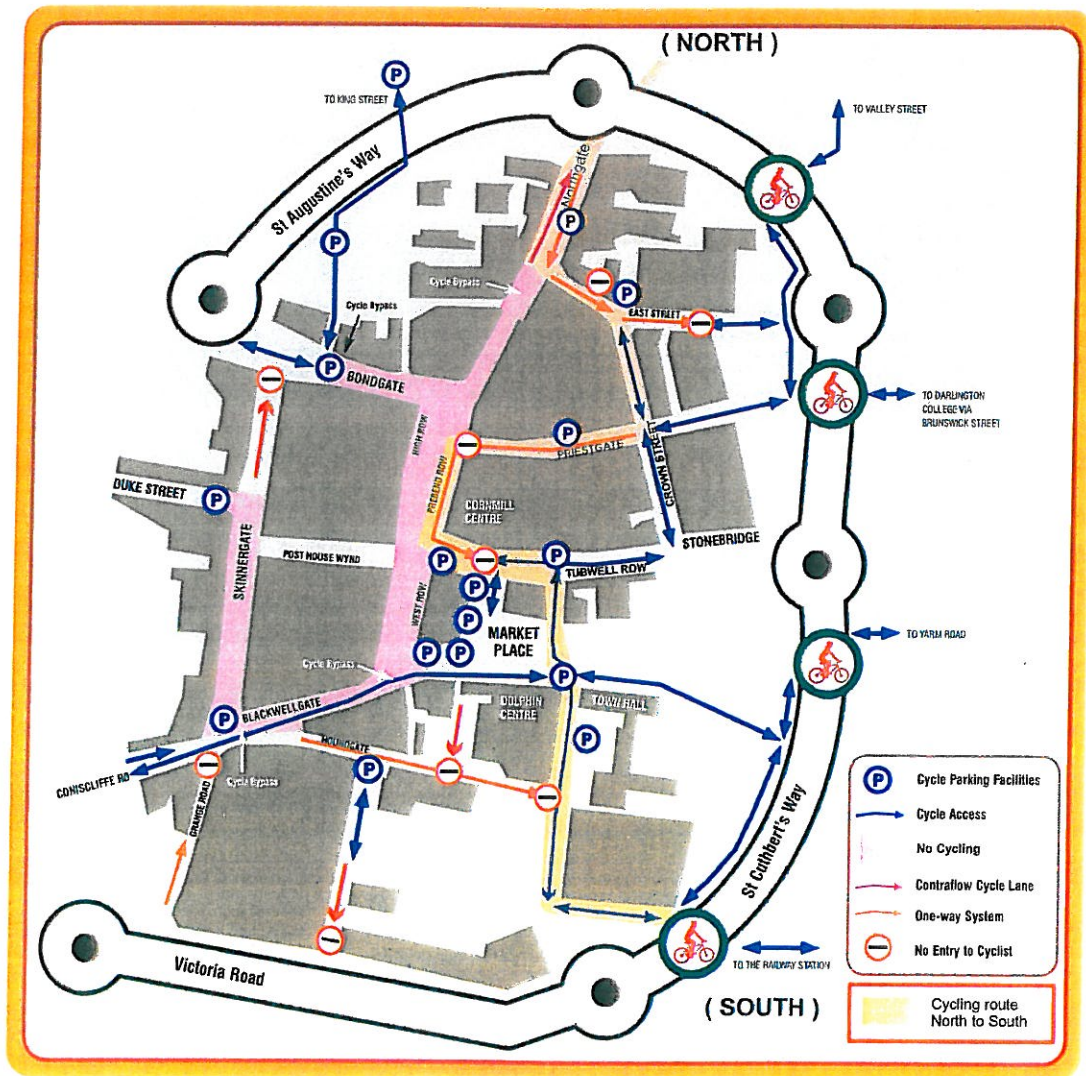 ( NORTH )
P
TO KING STREET
TO VALLEY STREET
St Augustine's Way
Northgate
P
P
Cycle Bypass
P
Cycle Bypass
EAST STREET
P
BONDGATE
TO DARLINGTON
COLLEGE VIA
BRUNSWICK STREET
HIGH ROW
P
PRIESTGATE
CROWN STREET
DUKE STREET
P
PREBEND ROW
CORNMILL
CENTRE
SKINNERGATE
POST HOUSE WYND
STONEBRIDGE
P
P
TUBWELL ROW
P
WEST ROW
P
MARKET
PLACE
TO YARM ROAD
P
P
Cycle Bypass
P
DOLPHIN
CENTRE
TOWN HALL
P
BLACKWELLGATE
P
HOUNDGATE
CONISCLIFFE RD
Cycle Bypass
P
GRANGE ROAD
St Cuthbert's Way
P
Cycle Parking Facilities
Cycle Access
No Cycling
Contraflow Cycle Lane
One-way System
No Entry to Cyclist
Victoria Road
TO THE RAILWAY STATION
( SOUTH )
Cycling route
North to South